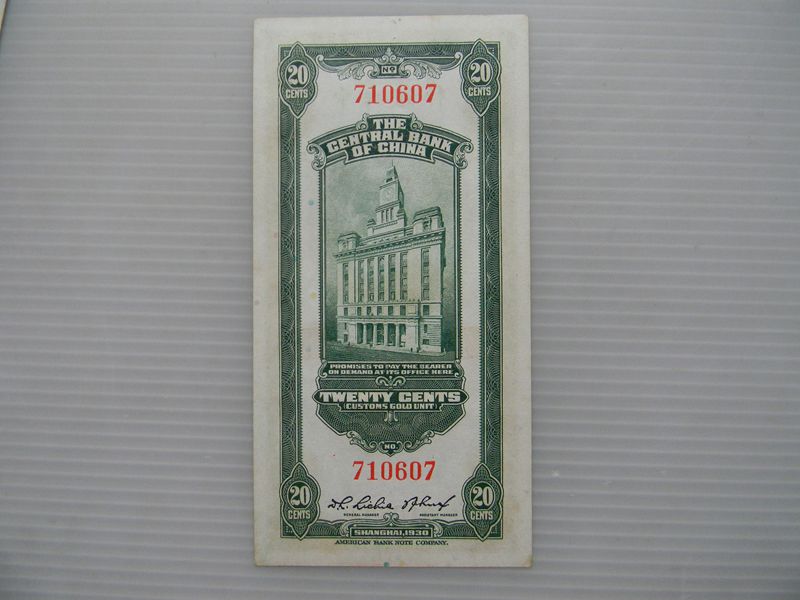 20 CENTS
No
20 CENTS
710607
THE
CENTRAL BANK
OF CHINA
PROMISES TO PAY THE BEARER
ON DEMAND AT ITS OFFICE HERE
TWENTY CENTS
(CUSTOMS GOLD UNIT)
NO.
710607
20 CENTS
20 CENTS
GENERAL MANAGER
ASSISTANT MANAGER
SHANGHAI, 1930
AMERICAN BANK NOTE COMPANY.